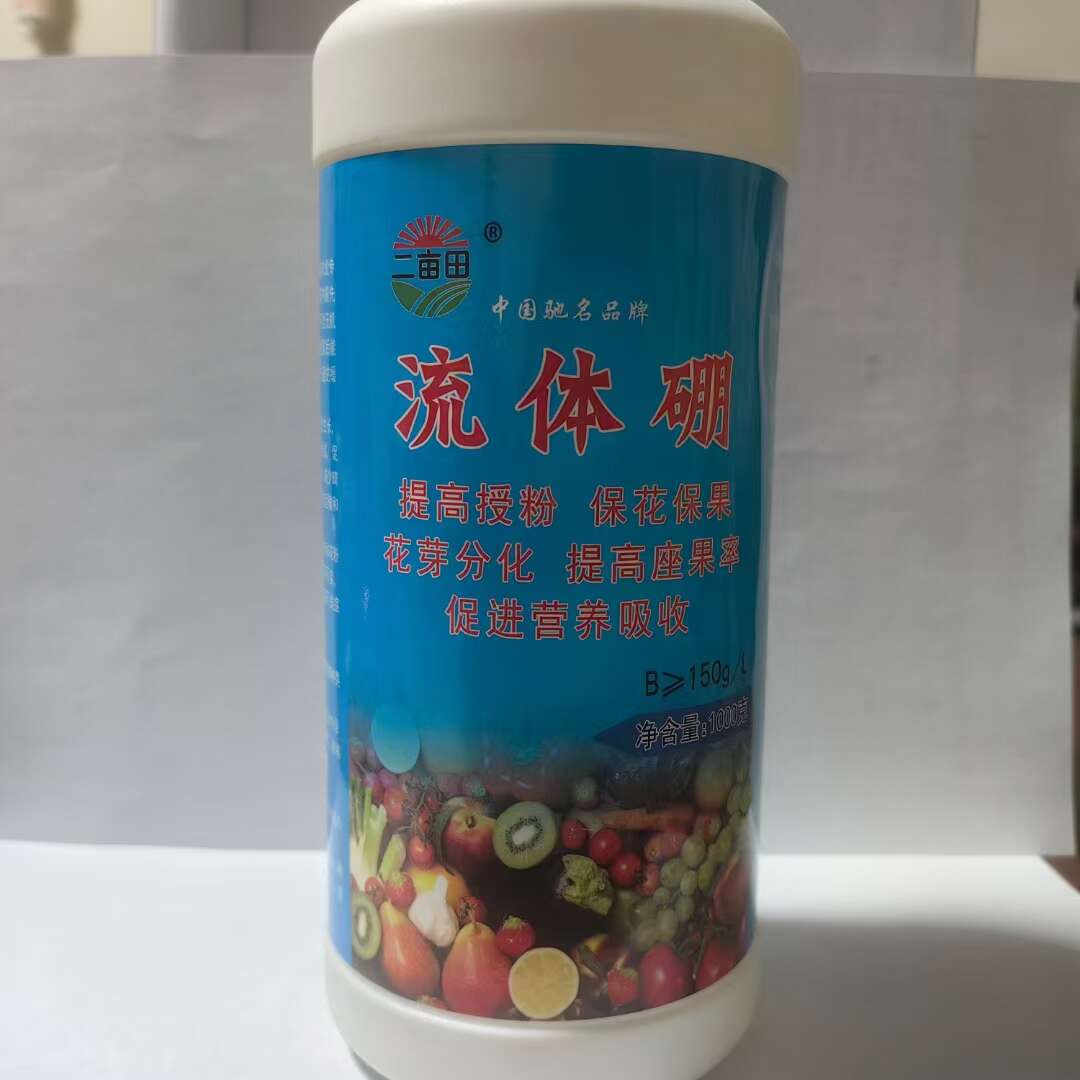 二亩田®
中国驰名品牌
流体硼
提高授粉 保花保果
花芽分化 提高座果率
促进营养吸收
B≥150g/L
净含量:1000克